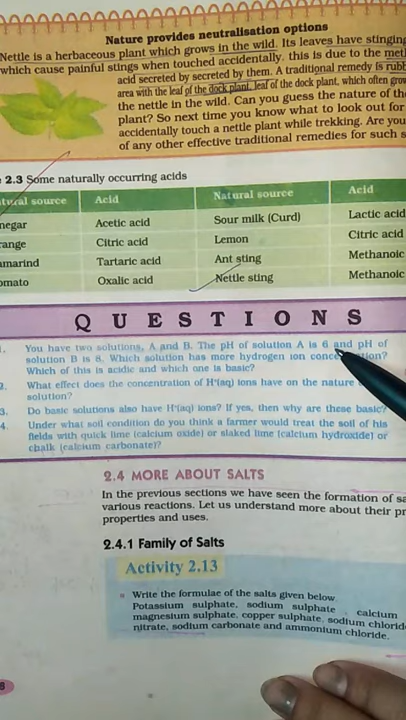 Nature provides neutralisation options
Nettle is a herbaceous plant which grows in the wild. Its leaves have stinging
which cause painful stings when touched accidentally. this is due to the
acid secreted by secreted by them. A traditional remedy is
area with the leaf of the dock plant. leaf of the dock plant, which often
the nettle in the wild. Can you guess the nature of the
plant? So next time you know what to look out for
accidentally touch a nettle plant while trekking. Are you
of any other effective traditional remedies for such
2.3 Some naturally occurring acids
source Acid Natural source Acid
Acetic acid Sour milk (Curd) Lactic acid
Citric acid Lemon Citric acid
Tartaric acid Ant sting Methanoic
Oxalic acid Nettle sting Methanoic
QUESTIONS
You have two solutions, A and B. The pH of solution A is 6 and pH of
solution B is 8. Which solution has more hydrogen ion
Which of this is acidic and which one is basic?
2. What effect does the concentration of H⁺(aq) ions have on the nature
solution?
3. Do basic solutions also have H⁺(aq) ions? If yes, then why are these basic?
4. Under what soil condition do you think a farmer would treat the soil of his
fields with quick lime (calcium oxide) or slaked lime (calcium hydroxide) or
chalk (calcium carbonate)?
2.4 MORE ABOUT SALTS
In the previous sections we have seen the formation of
various reactions. Let us understand more about their
properties and uses.
2.4.1 Family of Salts
Activity 2.13
Write the formulae of the salts given below.
Potassium sulphate, sodium sulphate, calcium
magnesium sulphate, copper sulphate, sodium
nitrate, sodium carbonate and ammonium chloride.